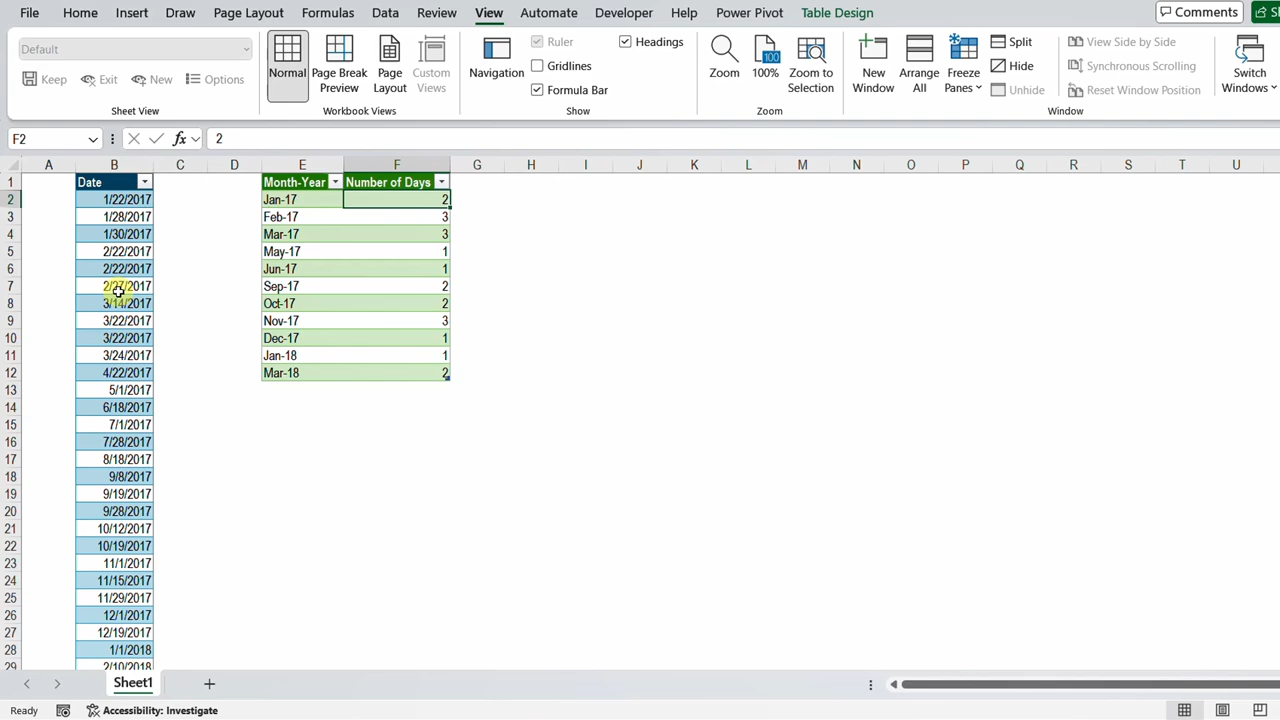 File Home Insert Draw Page Layout Formulas Data Review View Automate Developer Help Power Pivot Table Design Comments
Default
Keep Exit New Options
Sheet View
Normal Page Break Preview Page Layout Custom Views
Workbook Views
Navigation
Ruler Headings
Gridlines
Formula Bar
Show
Zoom 100% Zoom to Selection
Zoom
New Window Arrange All Freeze Panes
Split
Hide
Unhide
View Side by Side
Synchronous Scrolling
Reset Window Position
Window
Switch Windows
F2 fx 2
A B C D E F G H I J K L M N O P Q R S T U
1 Date Month-Year Number of Days
2 1/22/2017 Jan-17 2
3 1/28/2017 Feb-17 3
4 1/30/2017 Mar-17 3
5 2/22/2017 May-17 1
6 2/22/2017 Jun-17 1
7 2/27/2017 Sep-17 2
8 3/14/2017 Oct-17 2
9 3/22/2017 Nov-17 3
10 3/22/2017 Dec-17 1
11 3/24/2017 Jan-18 1
12 4/22/2017 Mar-18 2
13 5/1/2017
14 6/18/2017
15 7/1/2017
16 7/28/2017
17 8/18/2017
18 9/8/2017
19 9/19/2017
20 9/28/2017
21 10/12/2017
22 10/19/2017
23 11/1/2017
24 11/15/2017
25 11/29/2017
26 12/1/2017
27 12/19/2017
28 1/1/2018
29 2/10/2018
Sheet1
Ready Accessibility: Investigate